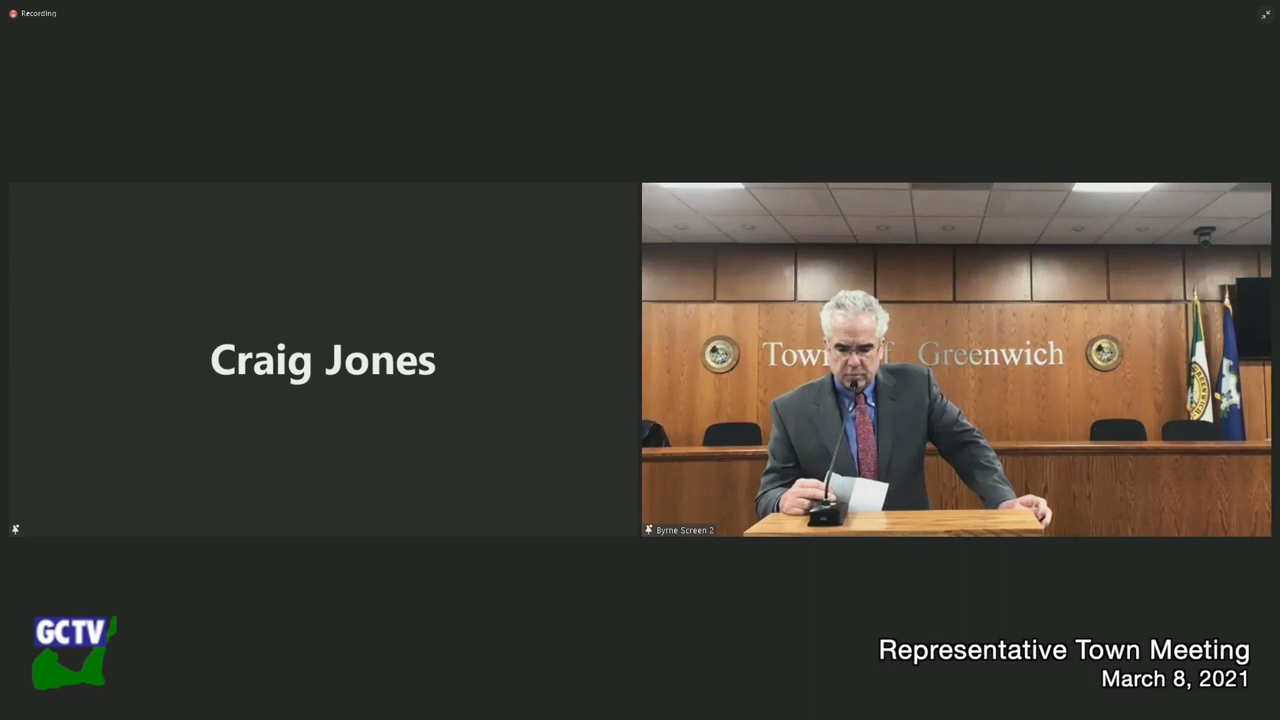 Recording
Craig Jones
Town of Greenwich
Byrne Screen 2
GCTV
Representative Town Meeting
March 8, 2021